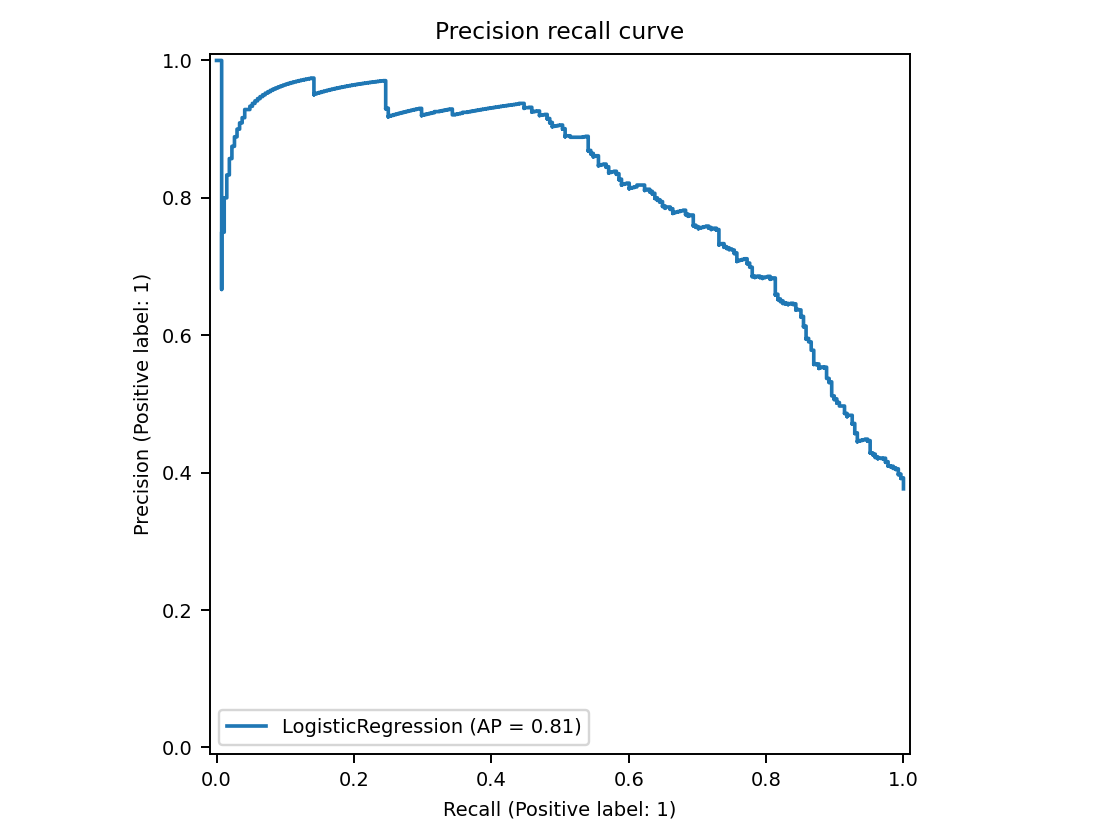 Precision recall curve
1.0
0.8
0.6
0.4
0.2
0.0
Precision (Positive label: 1)
LogisticRegression (AP = 0.81)
0.0 0.2 0.4 0.6 0.8 1.0
Recall (Positive label: 1)